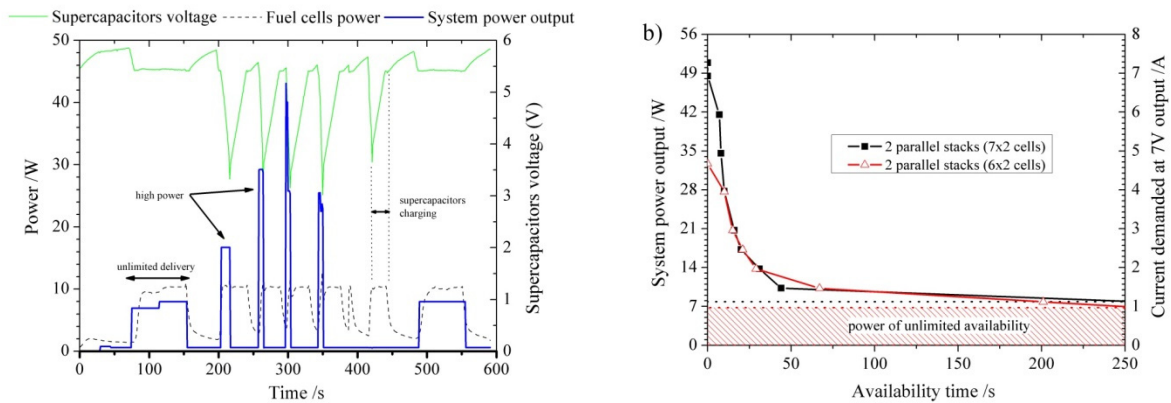 Supercapacitors voltage Fuel cells power System power output
Power /W
50
40
30
20
10
0
high power
unlimited delivery
supercapacitors
charging
6
5
4
3
2
1
0
Supercapacitors voltage (V)
0 100 200 300 400 500 600
Time /s
b)
System power output /W
56
49
42
35
28
21
14
7
0
2 parallel stacks (7x2 cells)
2 parallel stacks (6x2 cells)
power of unlimited availability
8
7
6
5
4
3
2
1
0
Current demanded at 7V output /A
0 50 100 150 200 250
Availability time /s